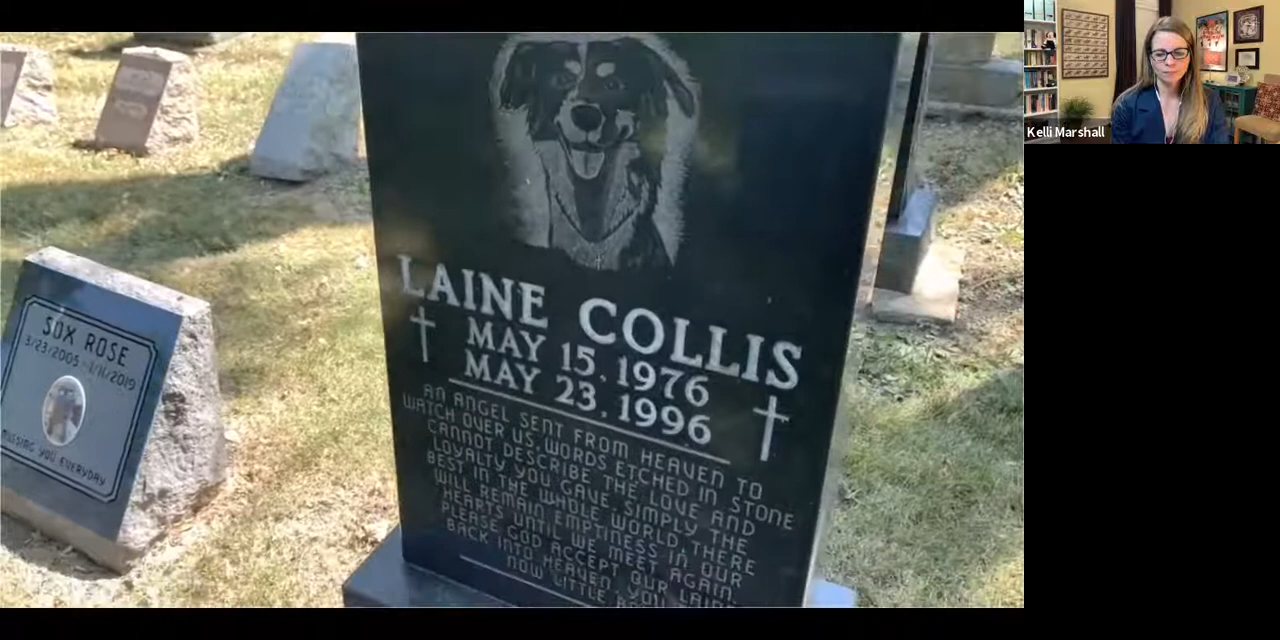 Kelli Marshall
LAINE COLLIS
MAY 15. 1976
MAY 23. 1996
AN ANGEL SENT FROM HEAVEN TO
WATCH OVER US. WORDS ETCHED IN STONE
CANNOT DESCRIBE THE LOVE AND
LOYALTY YOU GAVE. SIMPLY THE
BEST IN THE WHOLE WORLD. THERE
WILL REMAIN EMPTINESS IN OUR
HEARTS UNTIL WE MEET AGAIN.
PLEASE GOD ACCEPT OUR
BACK INTO HEAVEN. YOU
NOW LITTLE
SOX ROSE
3/23/2005 - 1/11/2019
MISSING YOU EVERYDAY